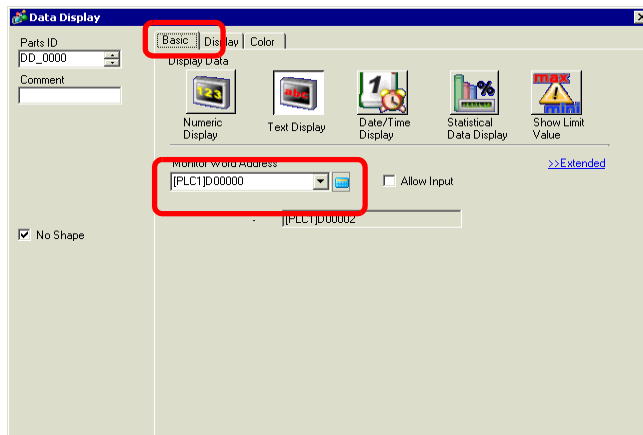 Data Display
Parts ID
DD_0000
Comment
No Shape
Basic Display Color
Display Data
123
abc
1
%
max
mini
Numeric Display
Text Display
Date/Time Display
Statistical Data Display
Show Limit Value
Monitor Word Address
>>Extended
[PLC1]D00000
Allow Input
- [PLC1]D00002